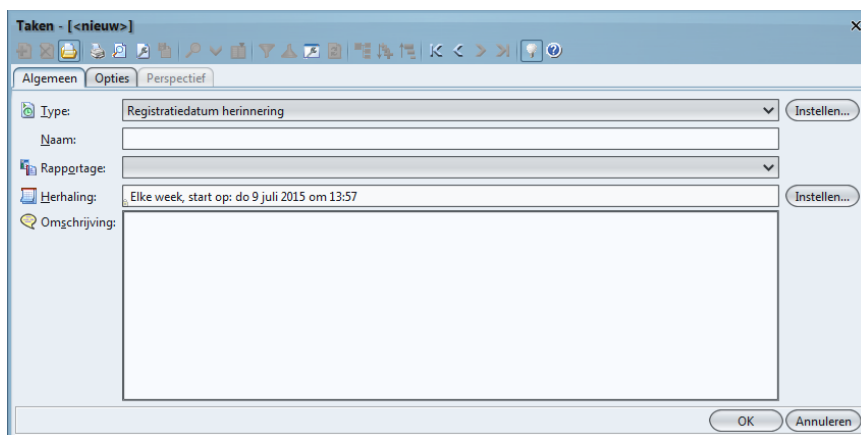 Taken - [<nieuw>]
Algemeen Opties Perspectief
Type: Registratiedatum herinnering Instellen...
Naam:
Rapportage:
Herhaling: Elke week, start op: do 9 juli 2015 om 13:57 Instellen...
Omschrijving:
OK Annuleren